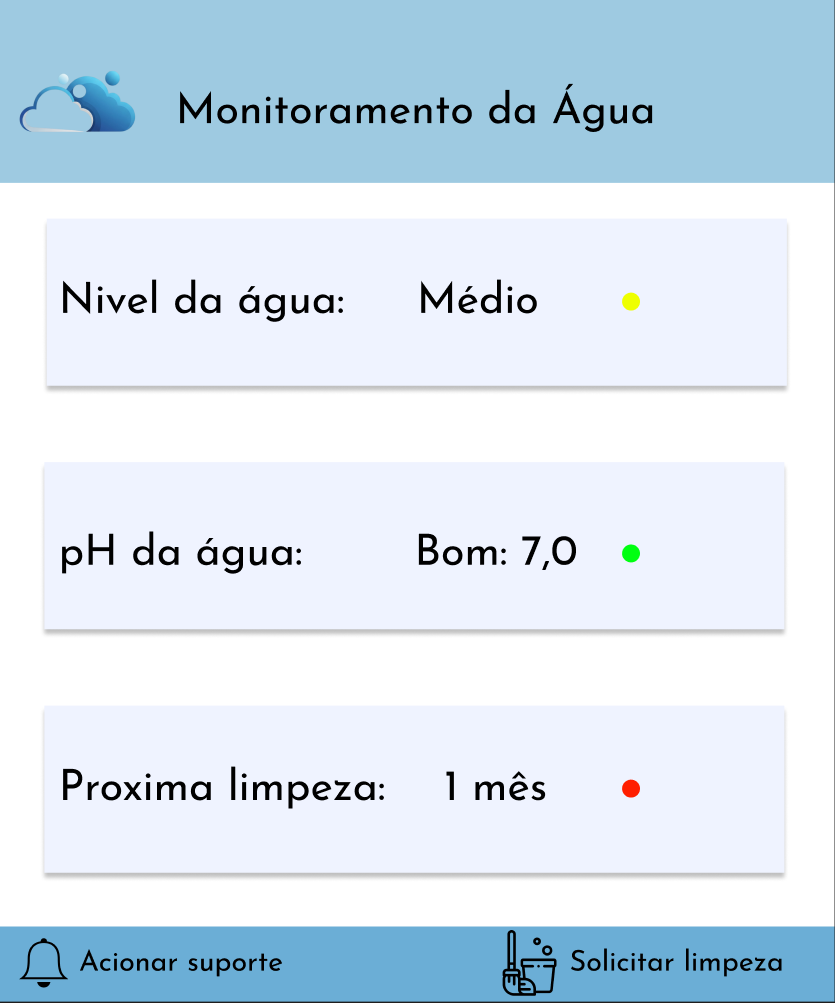 Monitoramento da Água
Nivel da água: Médio
pH da água: Bom: 7,0
Proxima limpeza: 1 mês
Acionar suporte Solicitar limpeza